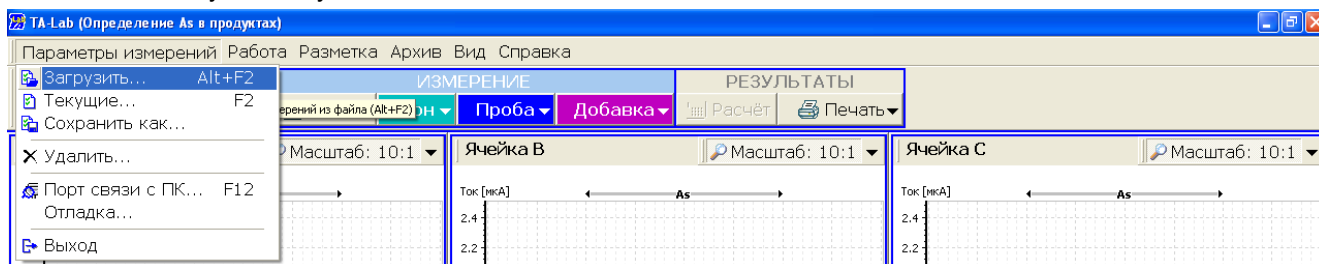 TA-Lab (Определение As в продуктах)
Параметры измерений Работа Разметка Архив Вид Справка
Загрузить... Alt+F2
Текущие... F2
Сохранить как...
Удалить...
Порт связи с ПК... F12
Отладка...
Выход
ИЗМЕРЕНИЕ РЕЗУЛЬТАТЫ
ерений из файла (Alt+F2) он Проба Добавка Расчёт Печать
Масштаб: 10:1 Ячейка B Масштаб: 10:1 Ячейка C Масштаб: 10:1
Ток [мкА] As Ток [мкА] As
2.4 2.4
2.2 2.2